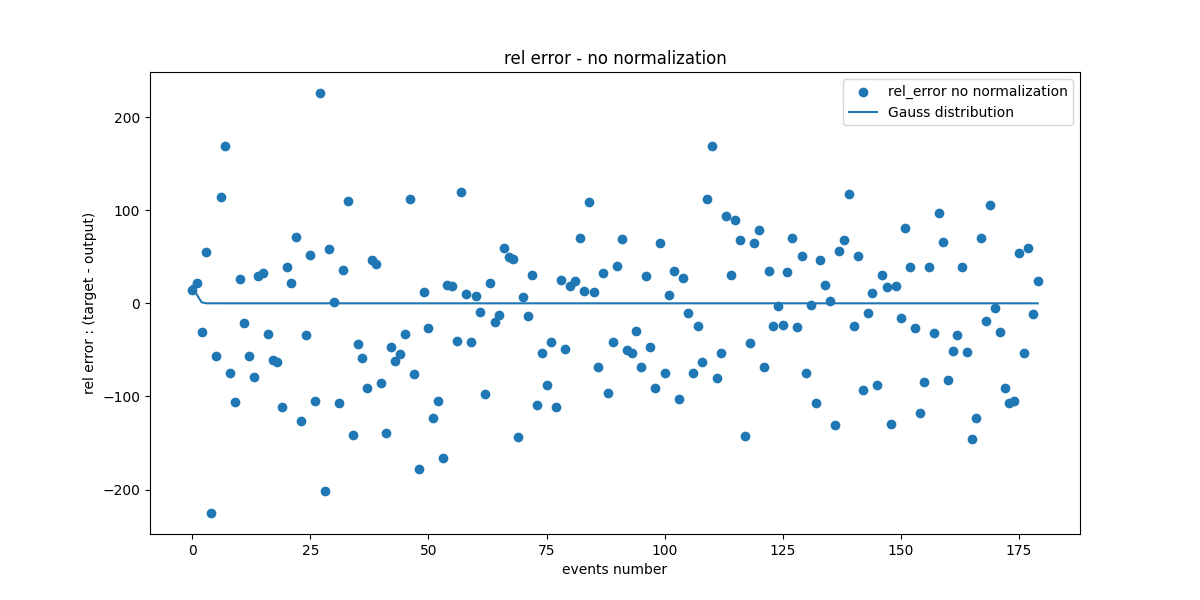 rel error - no normalization
rel_error no normalization
Gauss distribution
200
100
0
−100
−200
rel error : (target - output)
0 25 50 75 100 125 150 175
events number